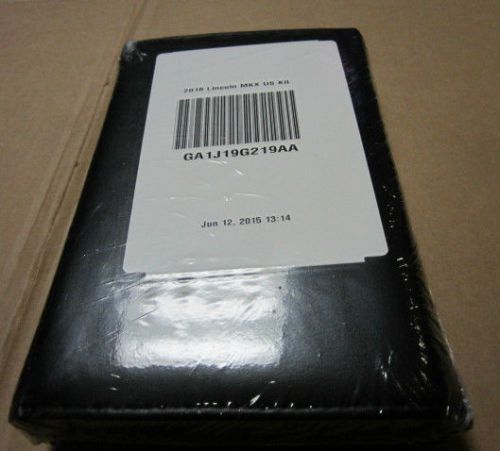 2016 Lincoln MKX US Kit
GA1J19G219AA
Jun 12, 2015 13:14